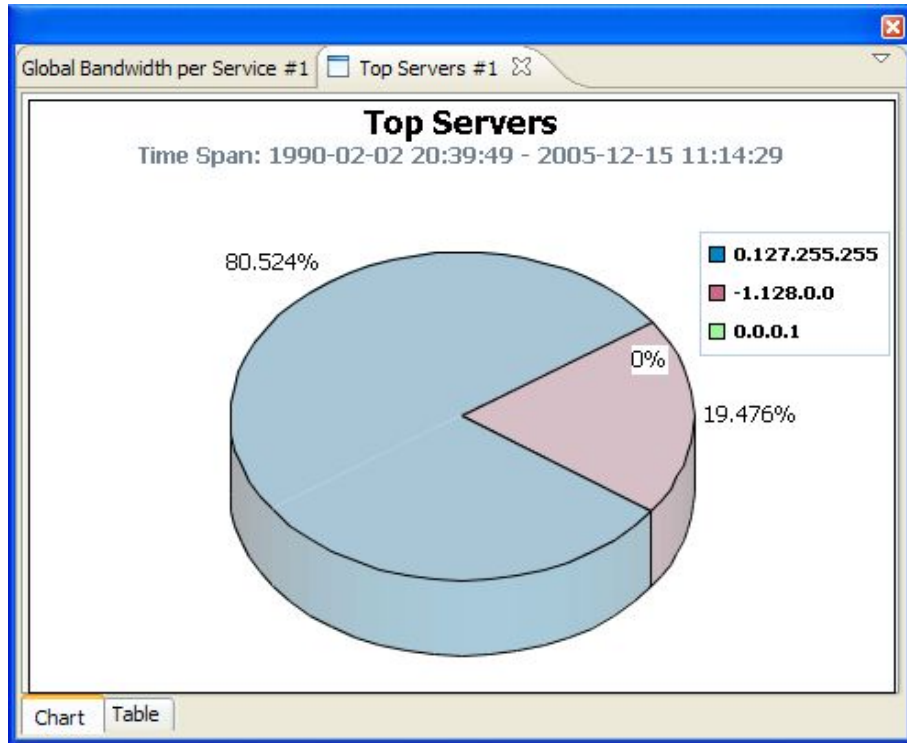 Global Bandwidth per Service #1
Top Servers #1
Top Servers
Time Span: 1990-02-02 20:39:49 - 2005-12-15 11:14:29
80.524%
0.127.255.255
-1.128.0.0
0.0.0.1
0%
19.476%
Chart
Table